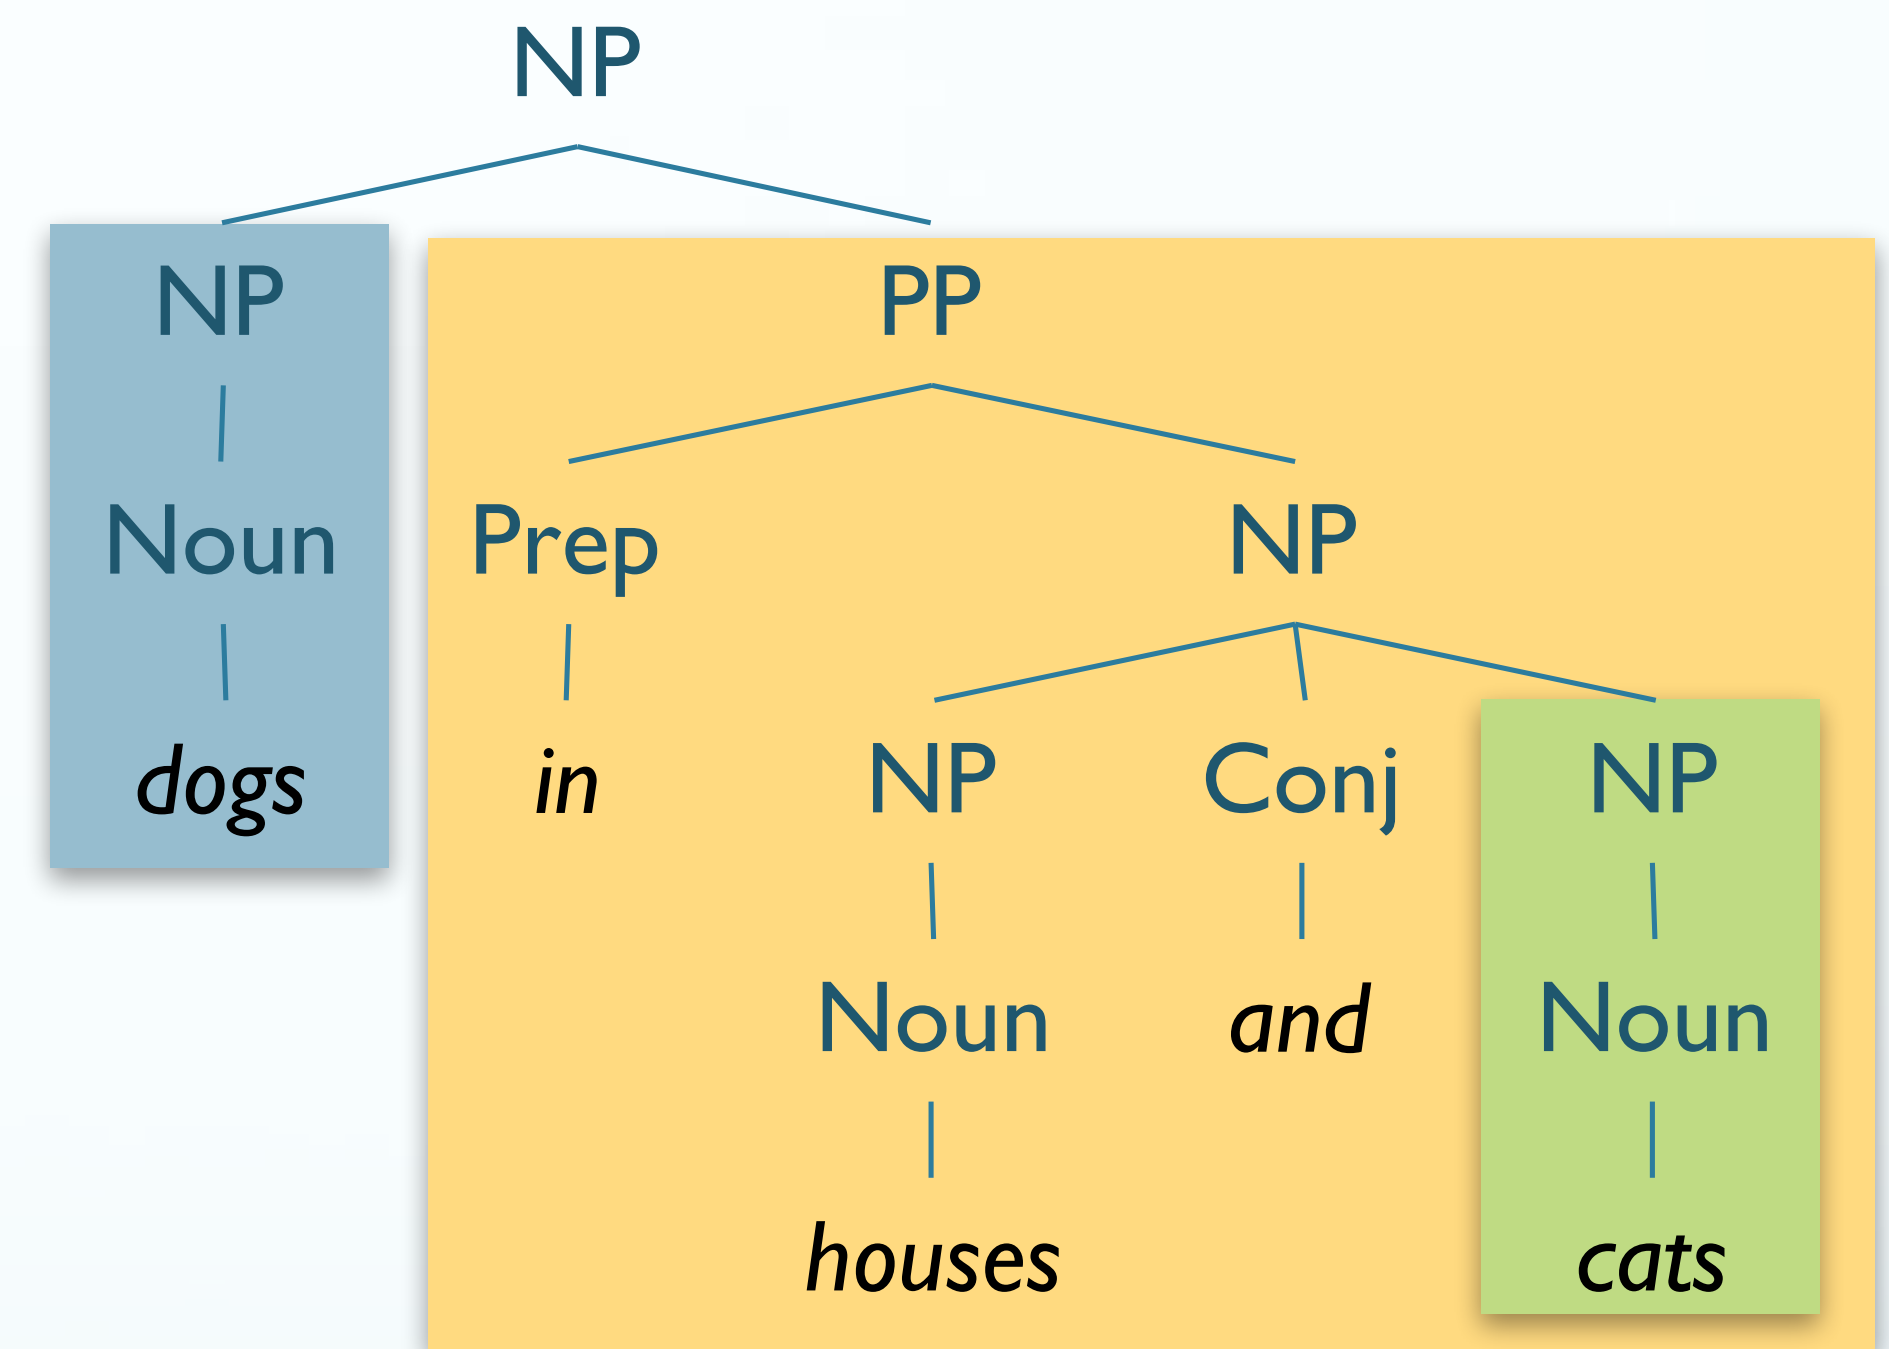 NP
NP PP
Noun Prep NP
dogs in NP Conj NP
Noun and Noun
houses cats